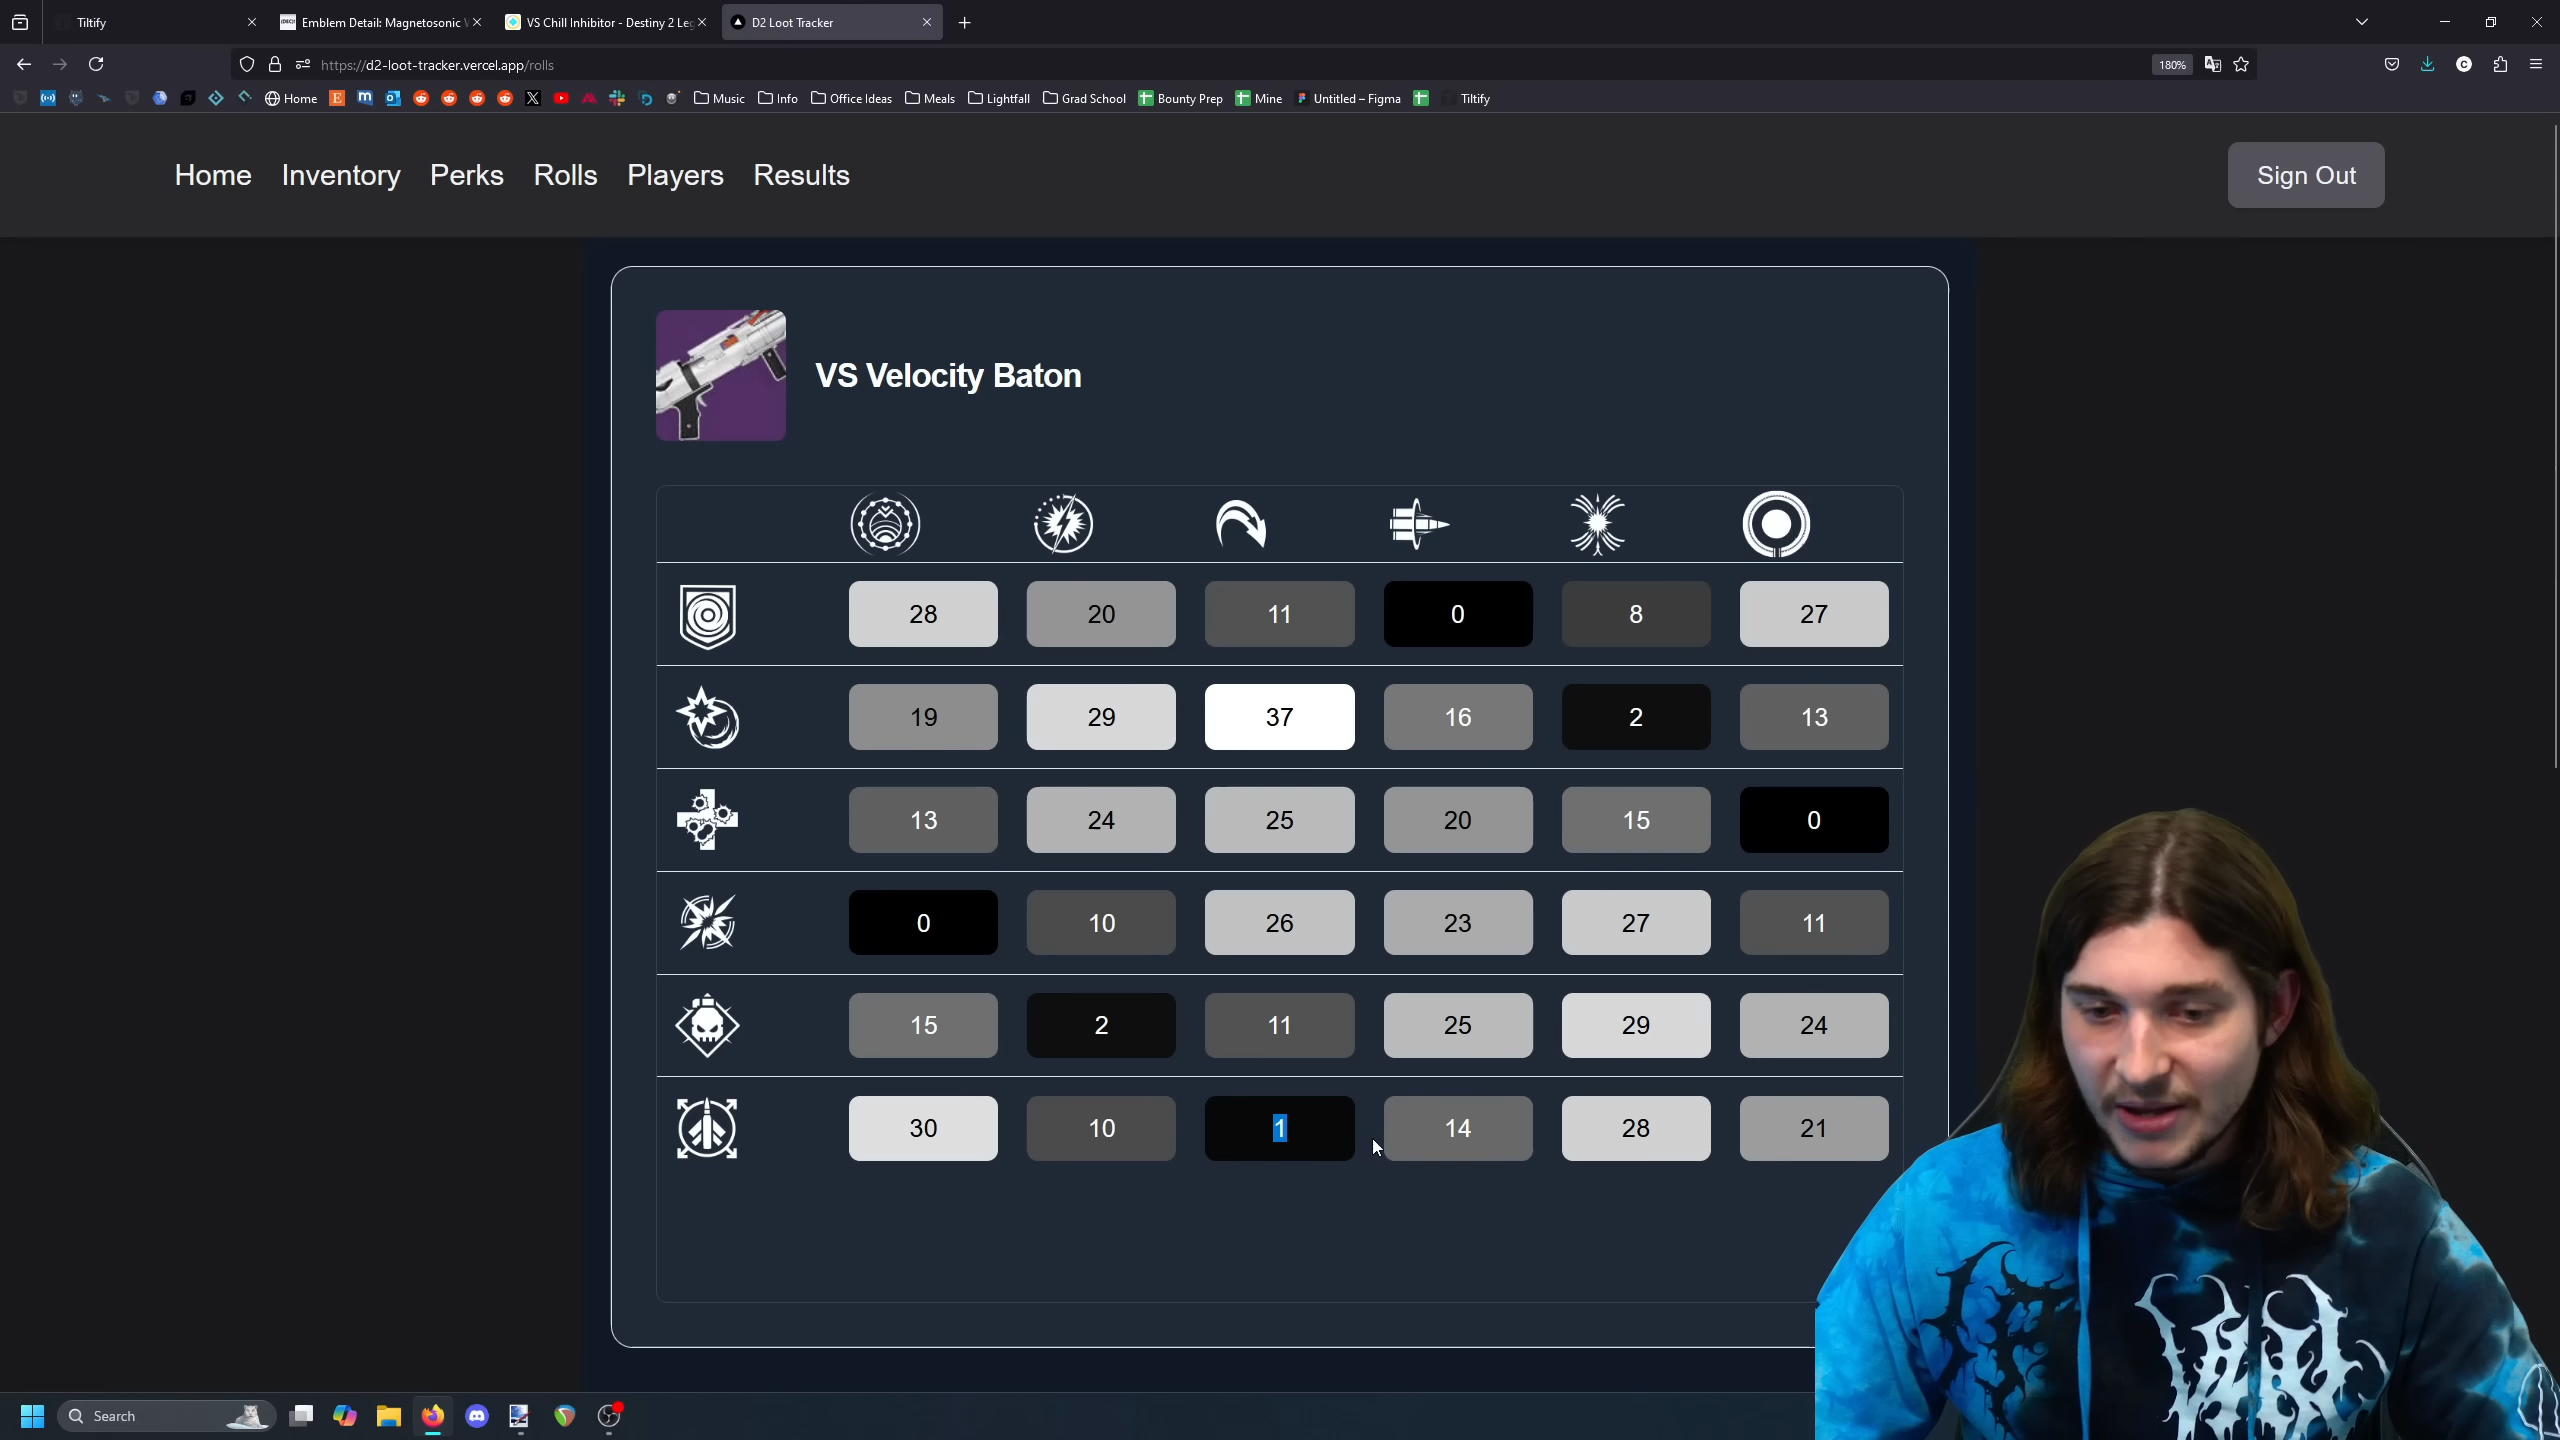 Tiltify
Emblem Detail: Magnetosonic
VS Chill Inhibitor - Destiny 2 Leg
D2 Loot Tracker
https://d2-loot-tracker.vercel.app/rolls
180%
Home
Music
Info
Office Ideas
Meals
Lightfall
Grad School
Bounty Prep
Mine
Untitled – Figma
Tiltify
Home Inventory Perks Rolls Players Results
Sign Out
VS Velocity Baton
28 20 11 0 8 27
19 29 37 16 2 13
13 24 25 20 15 0
0 10 26 23 27 11
15 2 11 25 29 24
30 10 1 14 28 21
Search